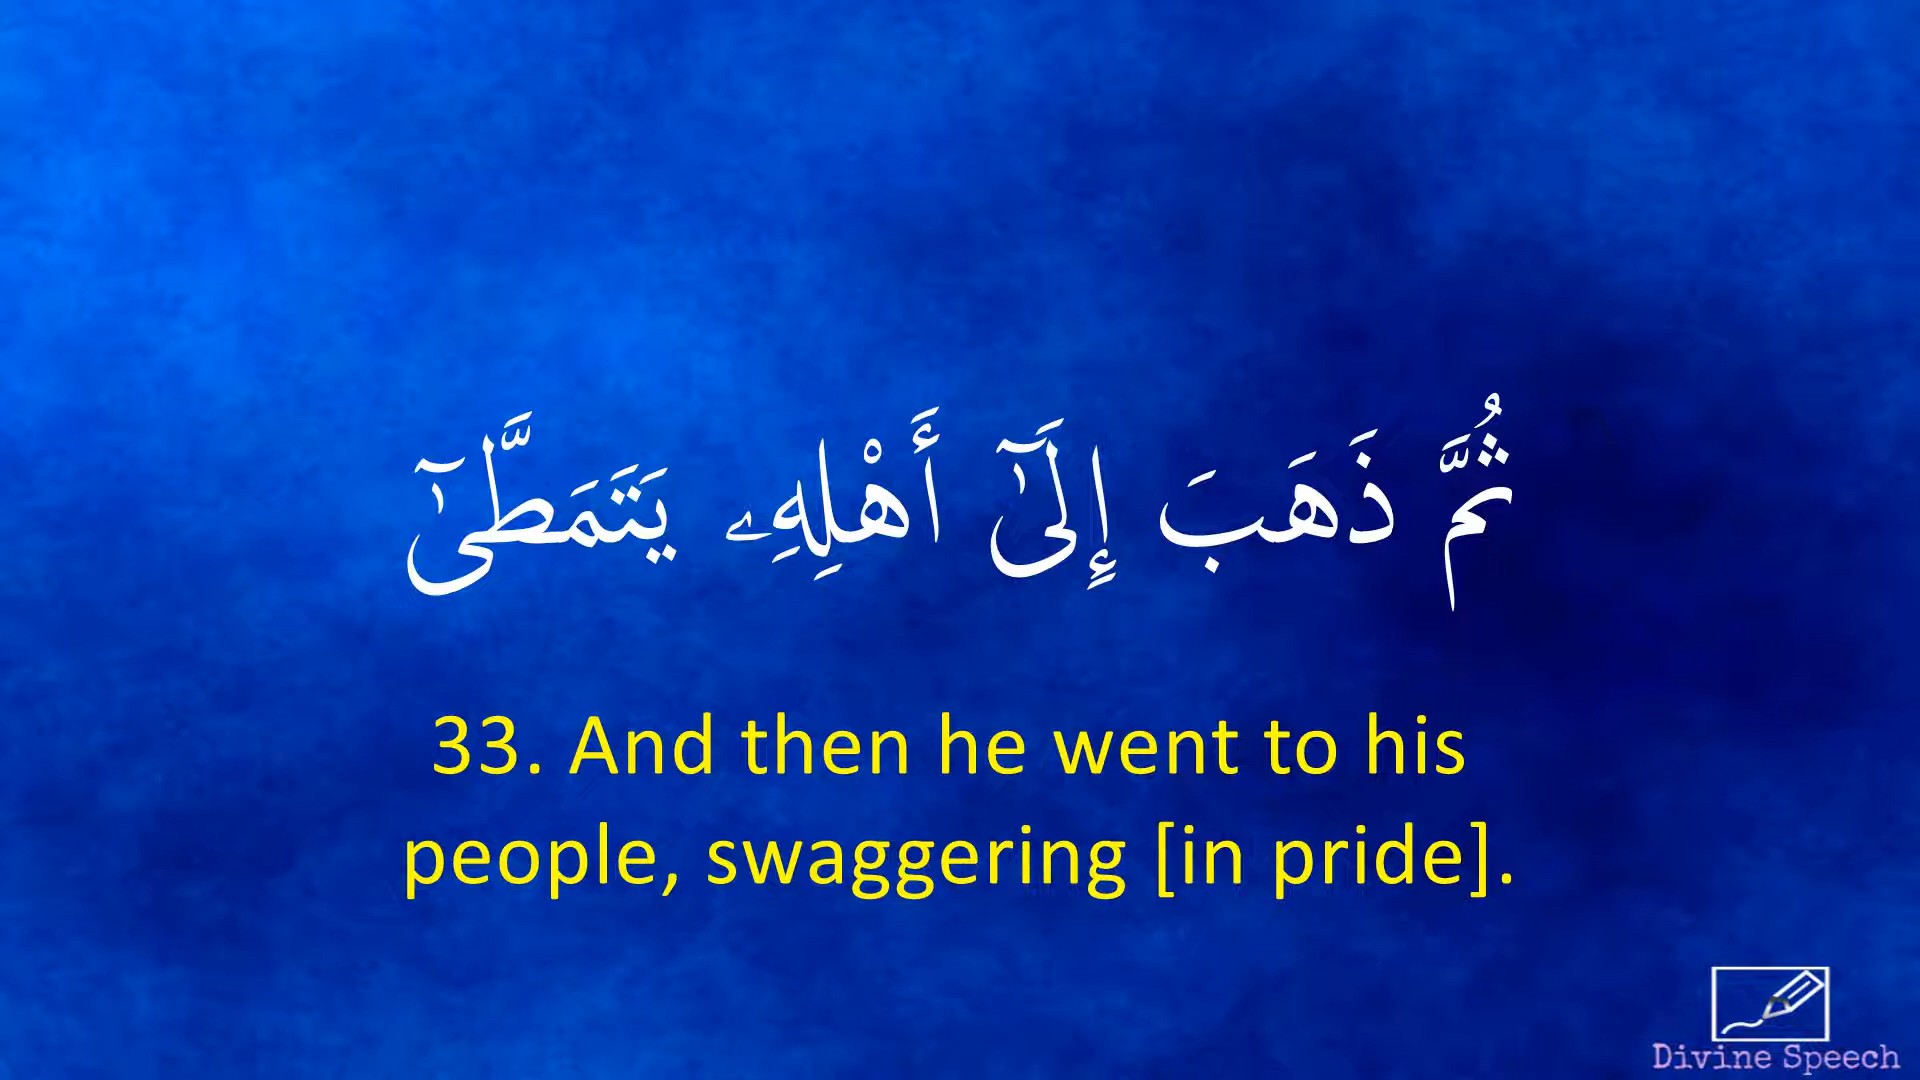 ثُمَّ ذَهَبَ إِلَىٰٓ أَهْلِهِۦ يَتَمَطَّىٰٓ
33. And then he went to his
people, swaggering [in pride].
Divine Speech